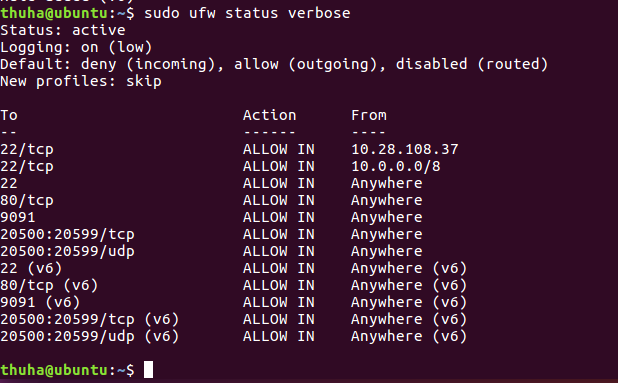 thuha@ubuntu:~$ sudo ufw status verbose
Status: active
Logging: on (low)
Default: deny (incoming), allow (outgoing), disabled (routed)
New profiles: skip
To Action From
-- ------ ----
22/tcp ALLOW IN 10.28.108.37
22/tcp ALLOW IN 10.0.0.0/8
22 ALLOW IN Anywhere
80/tcp ALLOW IN Anywhere
9091 ALLOW IN Anywhere
20500:20599/tcp ALLOW IN Anywhere
20500:20599/udp ALLOW IN Anywhere
22 (v6) ALLOW IN Anywhere (v6)
80/tcp (v6) ALLOW IN Anywhere (v6)
9091 (v6) ALLOW IN Anywhere (v6)
20500:20599/tcp (v6) ALLOW IN Anywhere (v6)
20500:20599/udp (v6) ALLOW IN Anywhere (v6)
thuha@ubuntu:~$